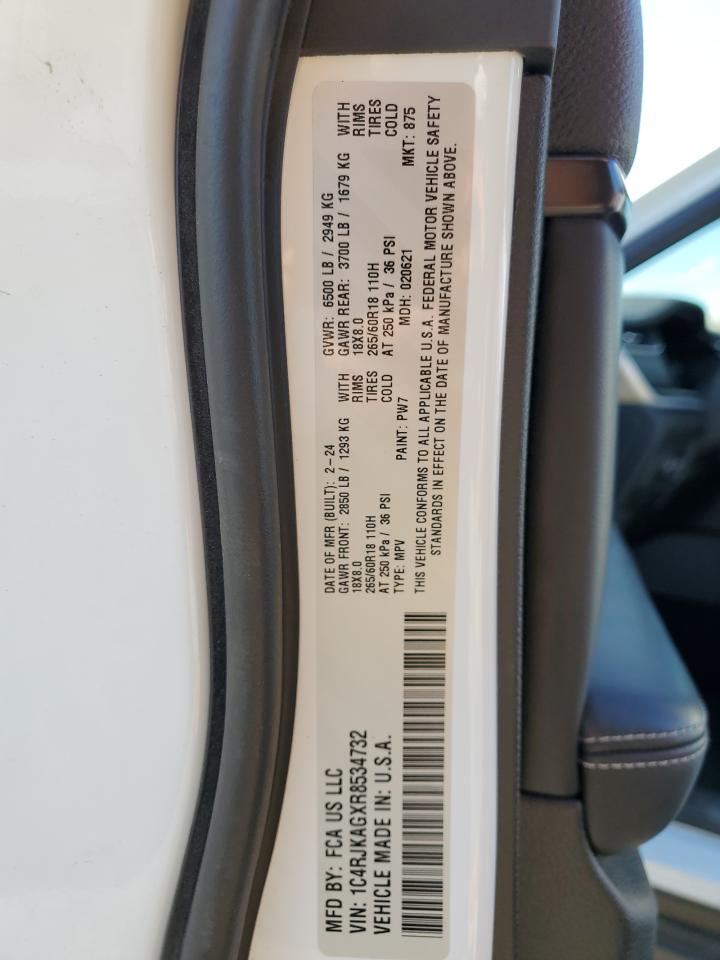 MFD BY: FCA US LLC
VIN: 1C4RJKAGXR8534732
VEHICLE MADE IN: U.S.A.
DATE OF MFR (BUILT): 2-24 GVWR: 6500 LB / 2949 KG
GAWR FRONT: 2850 LB / 1293 KG WITH GAWR REAR: 3700 LB / 1679 KG WITH
18X8.0 RIMS 18X8.0 RIMS
265/60R18 110H TIRES 265/60R18 110H TIRES
AT 250 kPa / 36 PSI COLD AT 250 kPa / 36 PSI COLD
TYPE: MPV PAINT: PW7 MDH: 020621 MKT: 875
THIS VEHICLE CONFORMS TO ALL APPLICABLE U.S.A. FEDERAL MOTOR VEHICLE SAFETY
STANDARDS IN EFFECT ON THE DATE OF MANUFACTURE SHOWN ABOVE.